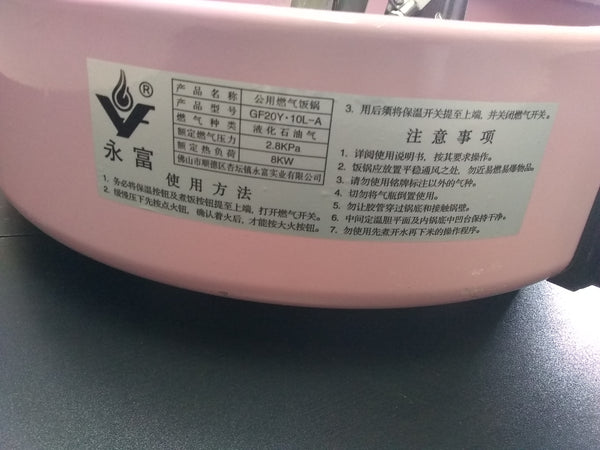 ®
永富
产品名称 公用燃气饭锅
产品型号 GF20Y·10L-A
燃气种类 液化石油气
额定燃气压力 2.8KPa
额定热负荷 8KW
佛山市顺德区杏坛镇永富实业有限公司
使用方法
1. 务必将保温按钮及煮饭按钮提至上端，打开燃气开关。
2. 缓慢压下先按点火钮，确认着火后，才能按大火按钮。
3. 用后须将保温开关提至上端，并关闭燃气开关。
注意事项
1. 详阅使用说明书，按其要求操作。
2. 饭锅应放置平稳通风之处，勿近易燃易爆物品。
3. 请勿使用铭牌标注以外的气种。
4. 切勿将气瓶倒置使用。
5. 勿让胶管穿过锅底和接触锅壁。
6. 中间定温胆平面及内锅底中凹台保持干净。
7. 勿使用先煮开水再下米的操作程序。